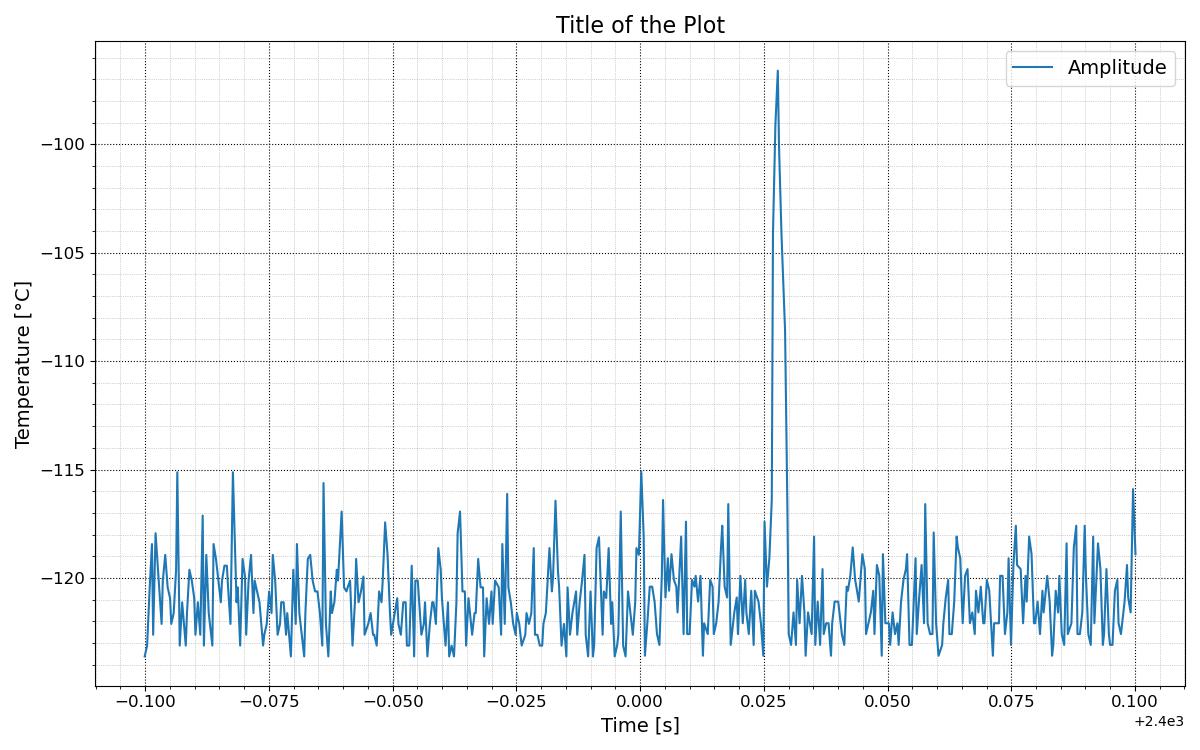 Title of the Plot
Amplitude
−100
−105
−110
−115
−120
Temperature [°C]
−0.100 −0.075 −0.050 −0.025 0.000 0.025 0.050 0.075 0.100
Time [s]
+2.4e3